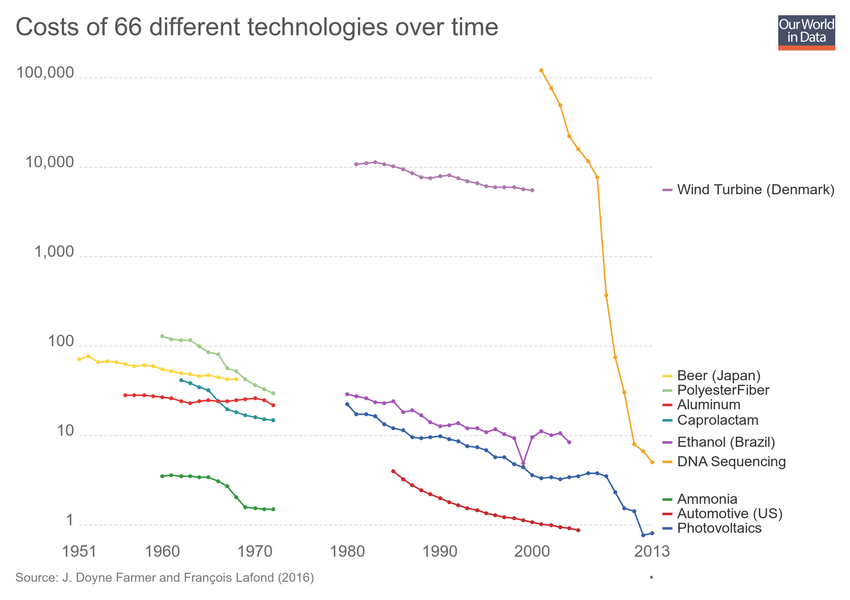 Costs of 66 different technologies over time
Our World
in Data
100,000
10,000
1,000
100
10
1
1951
1960
1970
1980
1990
2000
2013
Wind Turbine (Denmark)
Beer (Japan)
PolyesterFiber
Aluminum
Caprolactam
Ethanol (Brazil)
DNA Sequencing
Ammonia
Automotive (US)
Photovoltaics
Source: J. Doyne Farmer and François Lafond (2016)